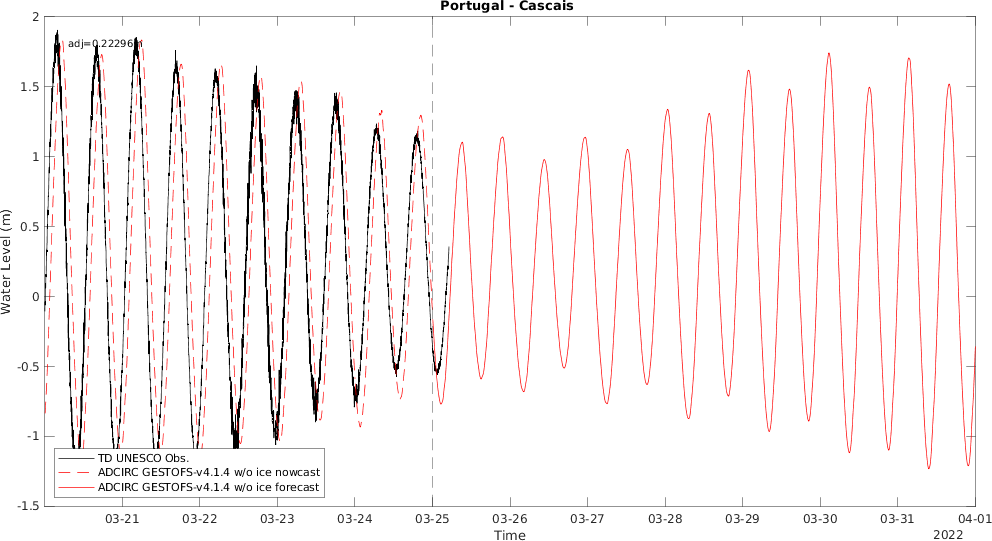 Portugal - Cascais
adj=0.22296m
Water Level (m)
2
1.5
1
0.5
0
-0.5
-1
-1.5
TD UNESCO Obs.
ADCIRC GESTOFS-v4.1.4 w/o ice nowcast
ADCIRC GESTOFS-v4.1.4 w/o ice forecast
03-21 03-22 03-23 03-24 03-25 03-26 03-27 03-28 03-29 03-30 03-31 04-01
Time
2022